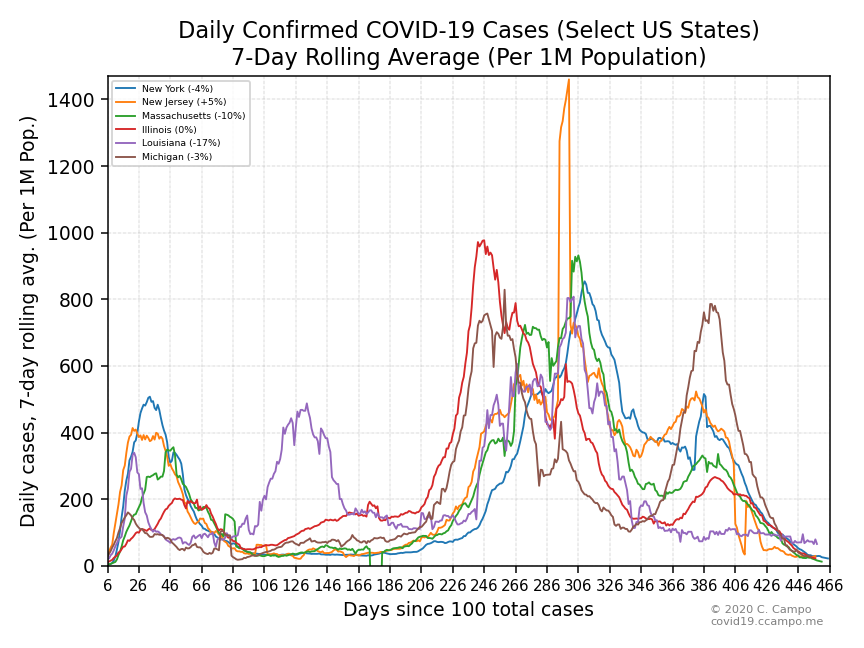 Daily Confirmed COVID-19 Cases (Select US States)
7-Day Rolling Average (Per 1M Population)
Daily cases, 7-day rolling avg. (Per 1M Pop.)
1400
1200
1000
800
600
400
200
0
New York (-4%)
New Jersey (+5%)
Massachusetts (-10%)
Illinois (0%)
Louisiana (-17%)
Michigan (-3%)
6 26 46 66 86 106 126 146 166 186 206 226 246 266 286 306 326 346 366 386 406 426 446 466
Days since 100 total cases
© 2020 C. Campo
covid19.ccampo.me